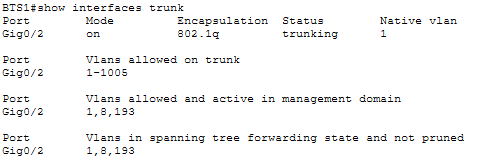 BTS1#show interfaces trunk
Port        Mode         Encapsulation  Status        Native vlan
Gig0/2      on           802.1q         trunking      1
Port        Vlans allowed on trunk
Gig0/2      1-1005
Port        Vlans allowed and active in management domain
Gig0/2      1,8,193
Port        Vlans in spanning tree forwarding state and not pruned
Gig0/2      1,8,193